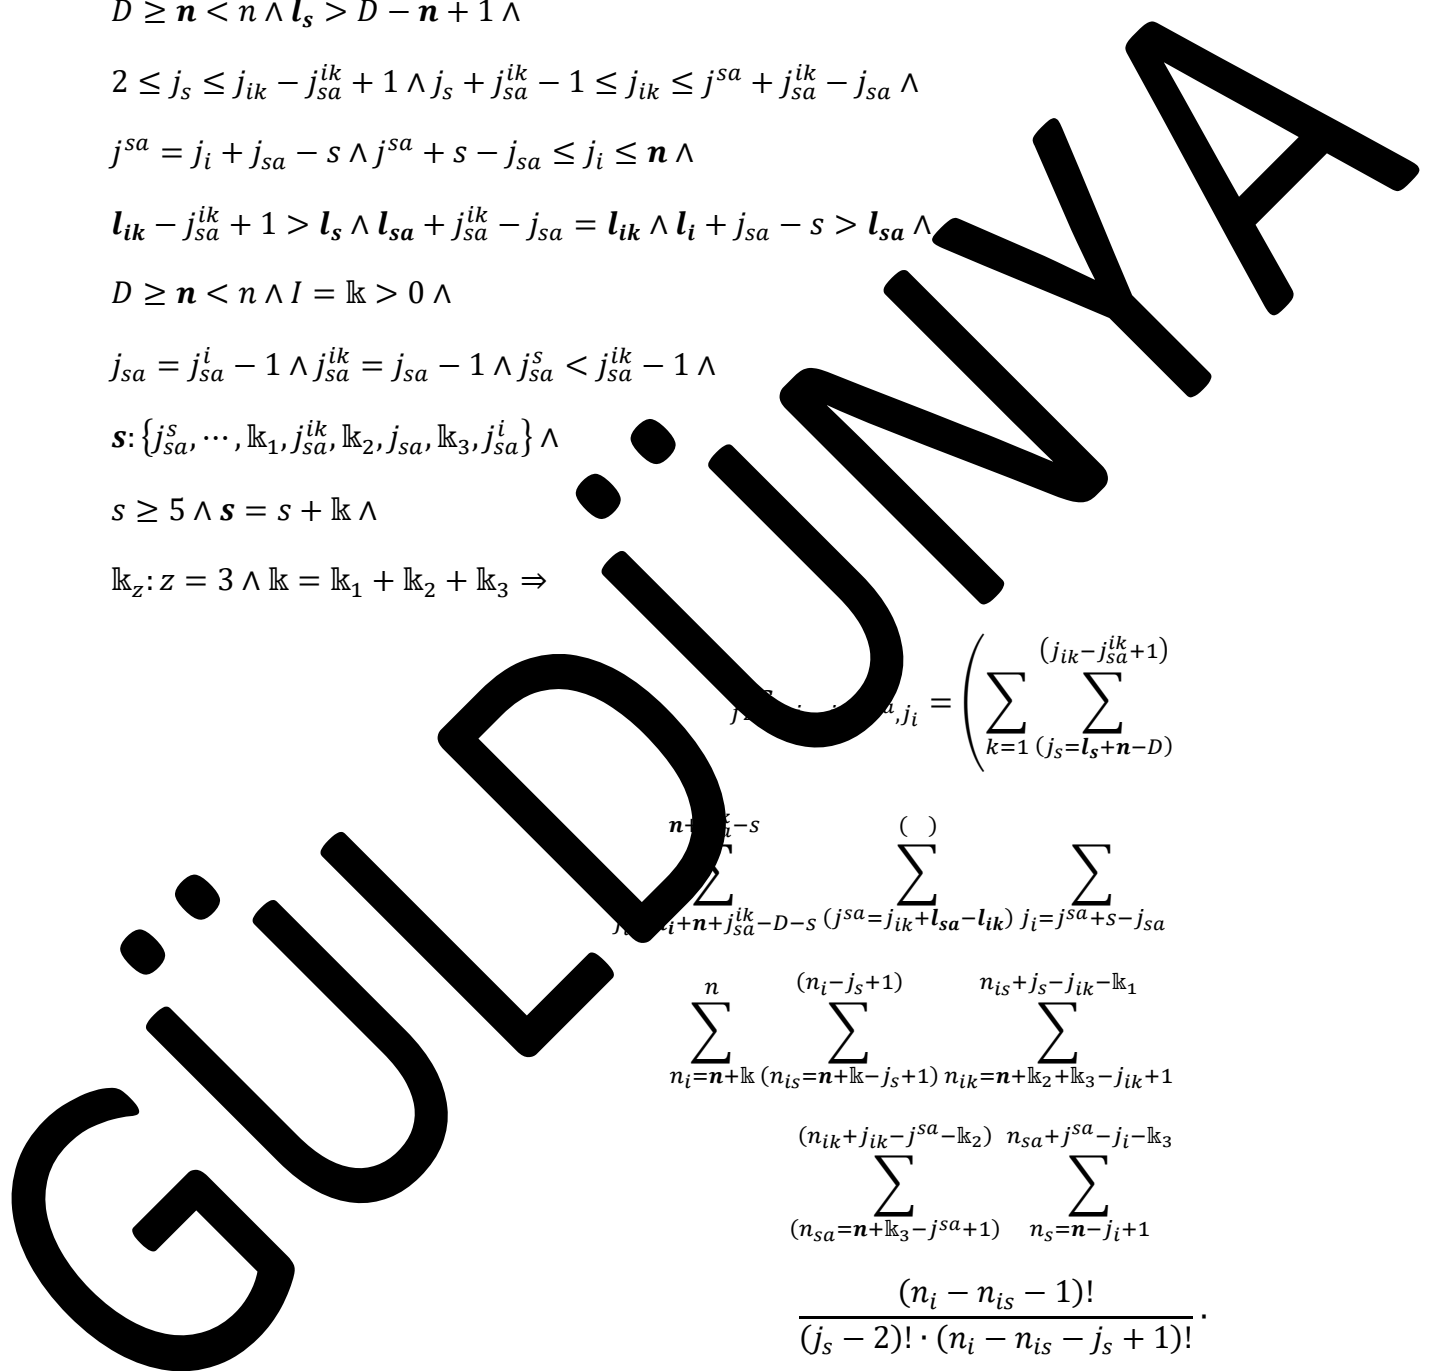 D ≥ n < n ∧ l_s > D − n + 1 ∧
2 ≤ j_s ≤ j_{ik} − j_{sa}^{ik} + 1 ∧ j_s + j_{sa}^{ik} − 1 ≤ j_{ik} ≤ j^{sa} + j_{sa}^{ik} − j_{sa} ∧
j^{sa} = j_i + j_{sa} − s ∧ j^{sa} + s − j_{sa} ≤ j_i ≤ n ∧
l_{ik} − j_{sa}^{ik} + 1 > l_s ∧ l_{sa} + j_{sa}^{ik} − j_{sa} = l_{ik} ∧ l_i + j_{sa} − s > l_{sa} ∧
D ≥ n < n ∧ I = 𝕜 > 0 ∧
j_{sa} = j_{sa}^i − 1 ∧ j_{sa}^{ik} = j_{sa} − 1 ∧ j_{sa}^s < j_{sa}^{ik} − 1 ∧
s: {j_{sa}^s, ⋯, 𝕜_1, j_{sa}^{ik}, 𝕜_2, j_{sa}, 𝕜_3, j_{sa}^i} ∧
s ≥ 5 ∧ s = s + 𝕜 ∧
𝕜_z: z = 3 ∧ 𝕜 = 𝕜_1 + 𝕜_2 + 𝕜_3 ⇒
,j_i = ( ∑_{k=1} ∑_{(j_s=l_s+n−D)}^{(j_{ik}−j_{sa}^{ik}+1)}
∑_{+n+j_{sa}^{ik}−D−s}^{−s} ∑_{(j^{sa}=j_{ik}+l_{sa}−l_{ik})}^{( )} ∑_{j_i=j^{sa}+s−j_{sa}}
∑_{n_i=n+𝕜}^{n} ∑_{(n_{is}=n+𝕜−j_s+1)}^{(n_i−j_s+1)} ∑_{n_{ik}=n+𝕜_2+𝕜_3−j_{ik}+1}^{n_{is}+j_s−j_{ik}−𝕜_1}
∑_{(n_{sa}=n+𝕜_3−j^{sa}+1)}^{(n_{ik}+j_{ik}−j^{sa}−𝕜_2)} ∑_{n_s=n−j_i+1}^{n_{sa}+j^{sa}−j_i−𝕜_3}
(n_i − n_{is} − 1)!
(j_s − 2)! · (n_i − n_{is} − j_s + 1)! ·
GÜLDÜNYA